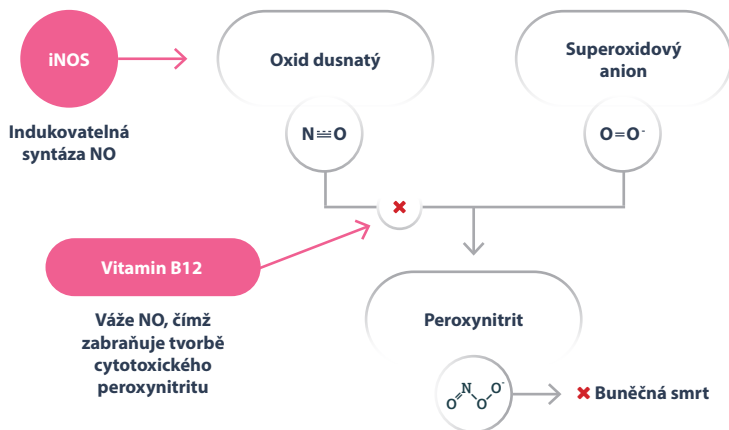 iNOS
Indukovatelná
syntáza NO
Oxid dusnatý
N O
Superoxidový
anion
O=O-
Vitamin B12
Váže NO, čímž
zabraňuje tvorbě
cytotoxického
peroxynitritu
Peroxynitrit
O N O O-
Buněčná smrt